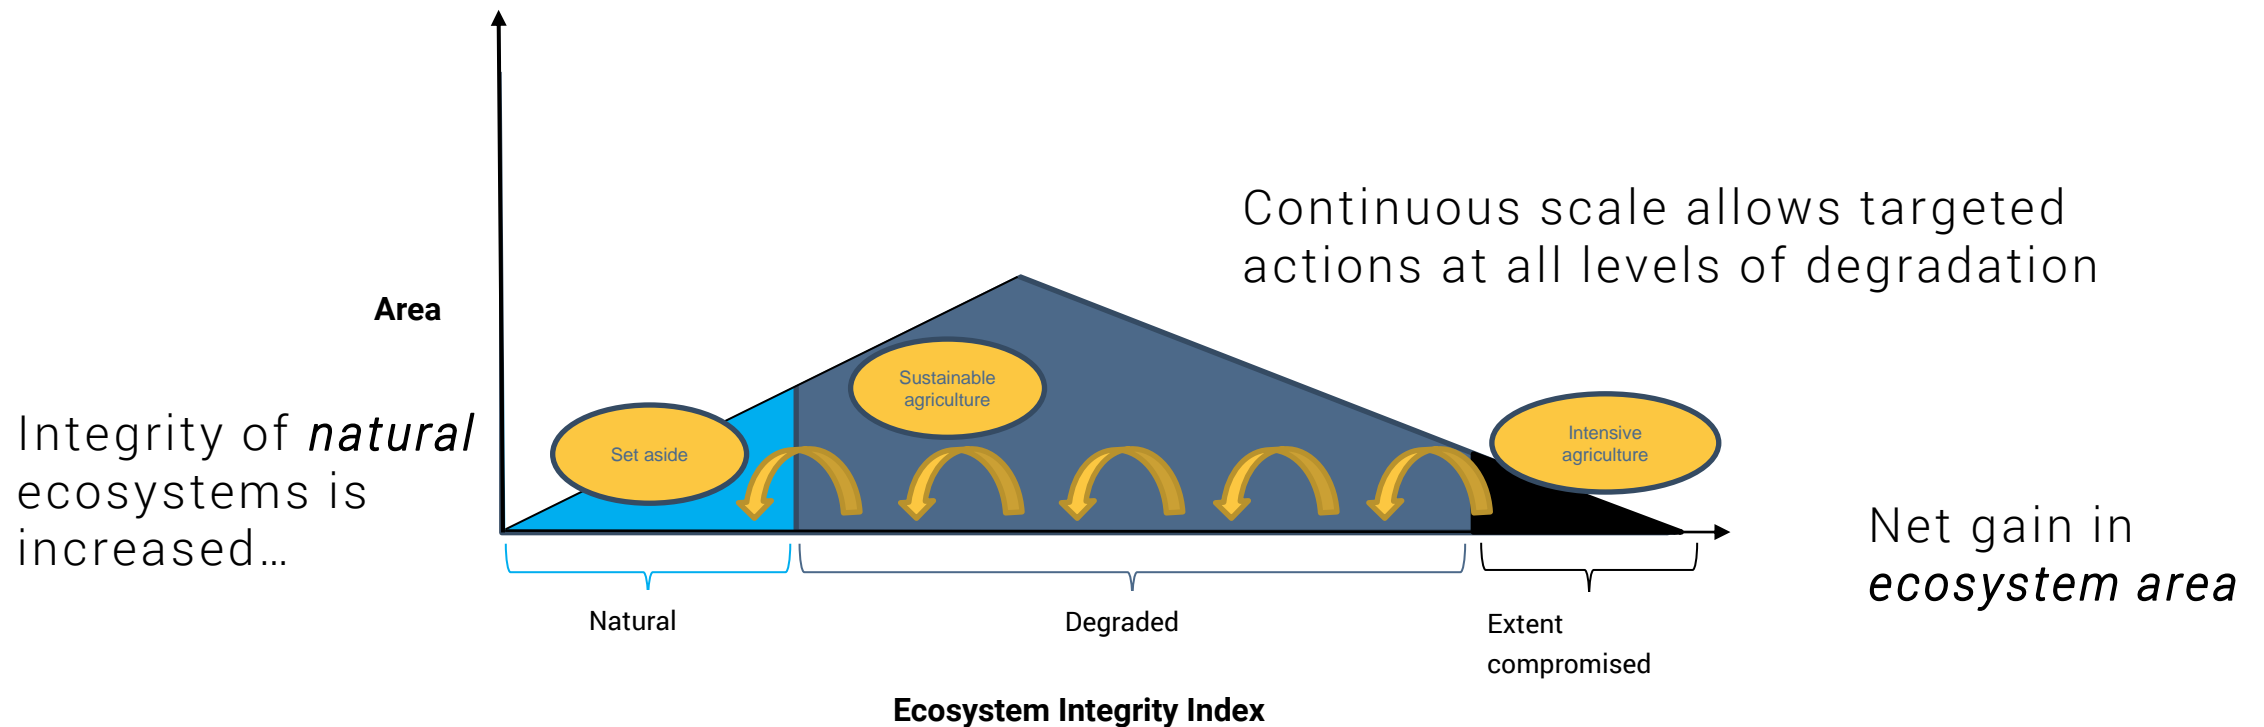 Continuous scale allows targeted
actions at all levels of degradation
Area
Sustainable
agriculture
Integrity of natural
ecosystems is
increased...
Set aside
Intensive
agriculture
Net gain in
ecosystem area
Natural
Degraded
Extent
compromised
Ecosystem Integrity Index